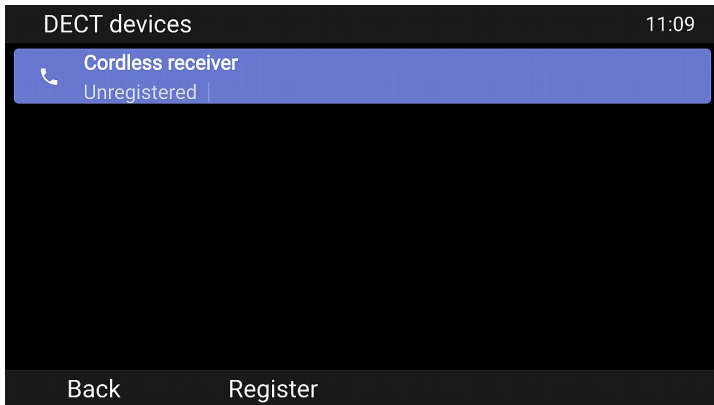 DECT devices 11:09
Cordless receiver
Unregistered |
Back Register